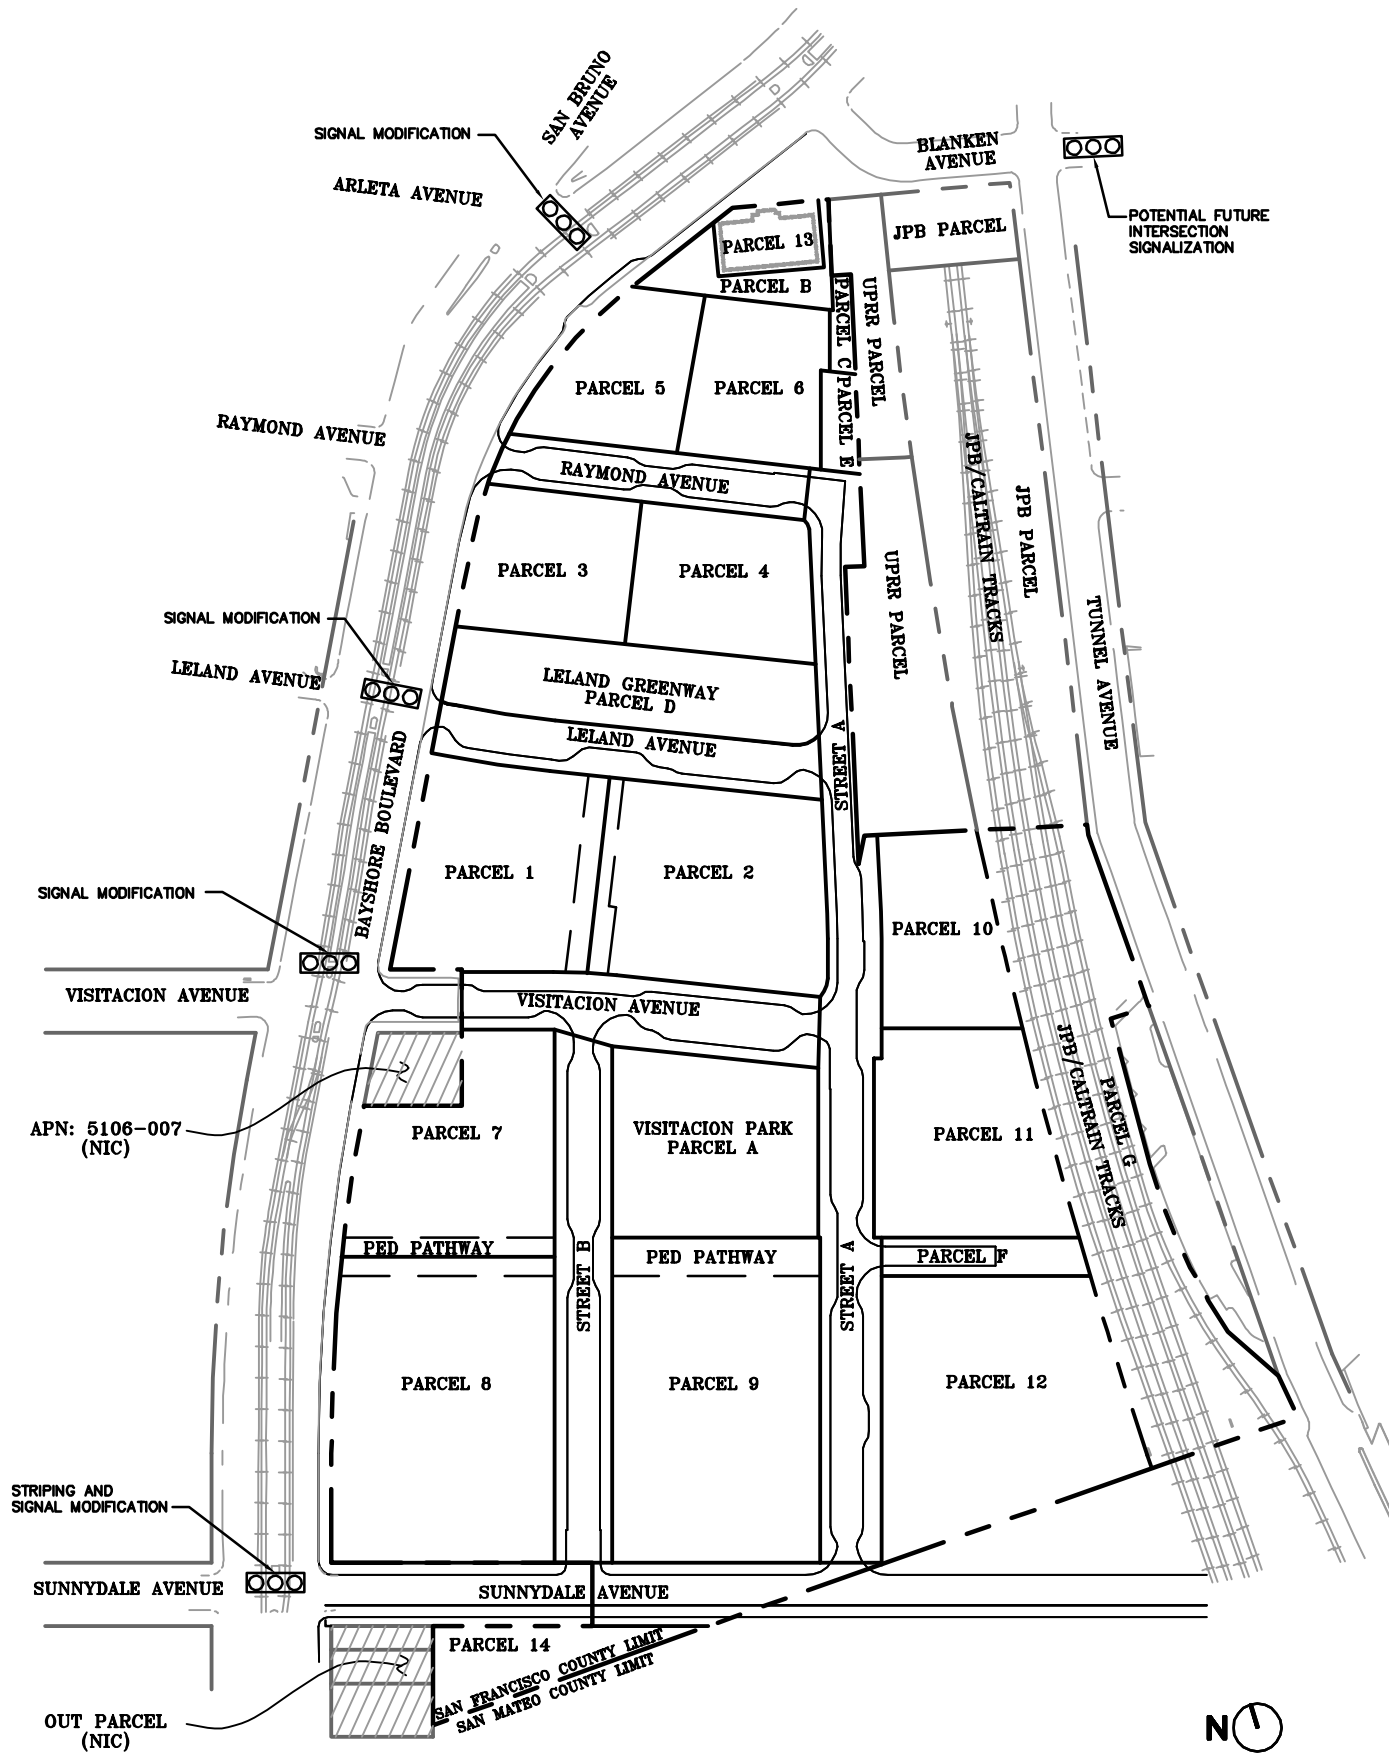 SAN BRUNO
AVENUE
SIGNAL MODIFICATION
ARLETA AVENUE
BLANKEN
AVENUE
POTENTIAL FUTURE
INTERSECTION
SIGNALIZATION
JPB PARCEL
PARCEL 13
PARCEL B
PARCEL C
UPRR PARCEL
PARCEL 5
PARCEL 6
PARCEL E
RAYMOND AVENUE
RAYMOND AVENUE
JPB/CALTRAIN TRACKS
JPB PARCEL
PARCEL 3
PARCEL 4
UPRR PARCEL
TUNNEL AVENUE
SIGNAL MODIFICATION
LELAND AVENUE
LELAND GREENWAY
PARCEL D
LELAND AVENUE
STREET A
BAYSHORE BOULEVARD
PARCEL 1
PARCEL 2
SIGNAL MODIFICATION
PARCEL 10
VISITACION AVENUE
VISITACION AVENUE
JPB/CALTRAIN TRACKS
PARCEL G
APN: 5106-007
(NIC)
PARCEL 7
VISITACION PARK
PARCEL A
PARCEL 11
PED PATHWAY
STREET B
PED PATHWAY
STREET A
PARCEL F
PARCEL 8
PARCEL 9
PARCEL 12
STRIPING AND
SIGNAL MODIFICATION
SUNNYDALE AVENUE
SUNNYDALE AVENUE
PARCEL 14
SAN FRANCISCO COUNTY LIMIT
SAN MATEO COUNTY LIMIT
OUT PARCEL
(NIC)
N